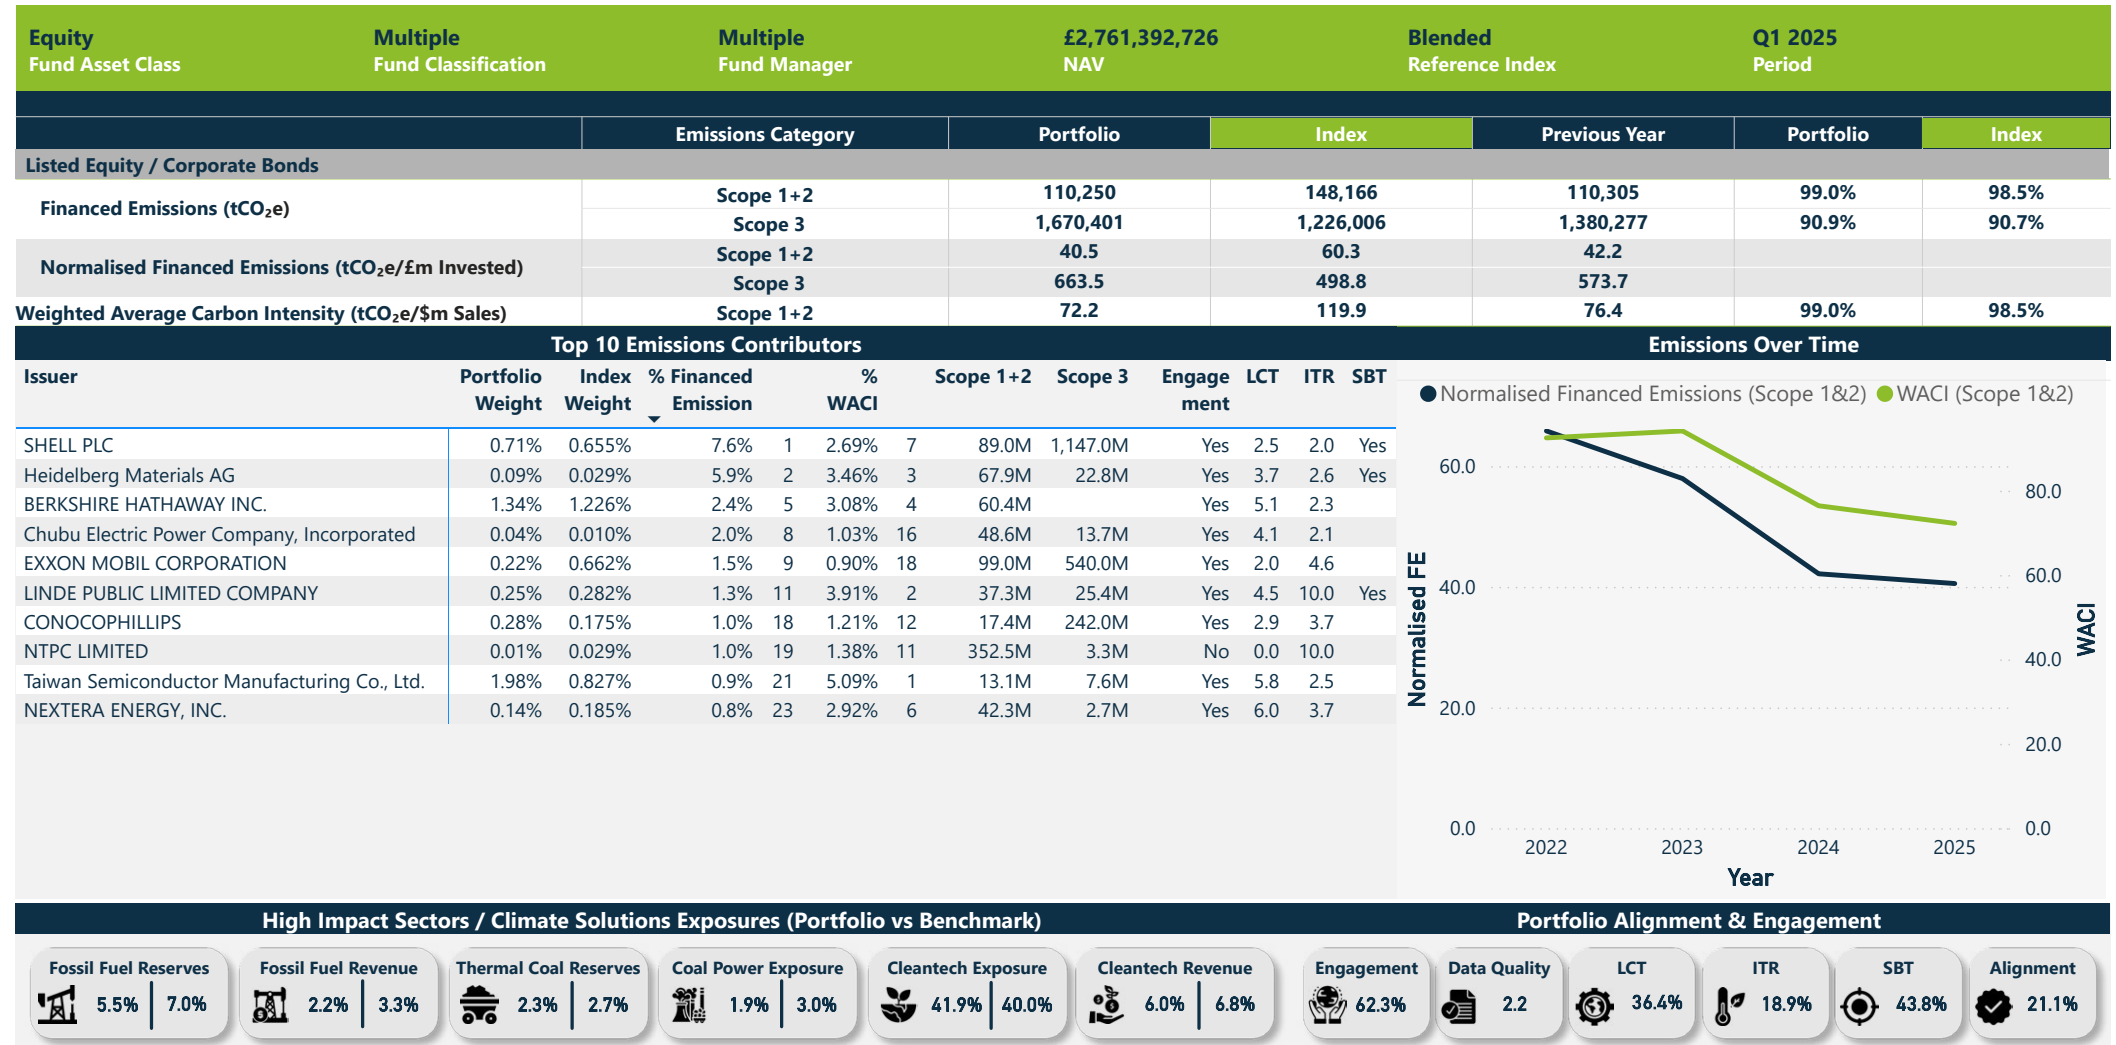 Equity Multiple Multiple £2,761,392,726 Blended Q1 2025
Fund Asset Class Fund Classification Fund Manager NAV Reference Index Period
Emissions Category Portfolio Index Previous Year Portfolio Index
Listed Equity / Corporate Bonds
Financed Emissions (tCO₂e)
Scope 1+2 110,250 148,166 110,305 99.0% 98.5%
Scope 3 1,670,401 1,226,006 1,380,277 90.9% 90.7%
Normalised Financed Emissions (tCO₂e/£m Invested)
Scope 1+2 40.5 60.3 42.2
Scope 3 663.5 498.8 573.7
Weighted Average Carbon Intensity (tCO₂e/$m Sales) Scope 1+2 72.2 119.9 76.4 99.0% 98.5%
Top 10 Emissions Contributors
Issuer Portfolio Index % Financed % Scope 1+2 Scope 3 Engage LCT ITR SBT
Weight Weight Emission WACI ment
SHELL PLC 0.71% 0.655% 7.6% 1 2.69% 7 89.0M 1,147.0M Yes 2.5 2.0 Yes
Heidelberg Materials AG 0.09% 0.029% 5.9% 2 3.46% 3 67.9M 22.8M Yes 3.7 2.6 Yes
BERKSHIRE HATHAWAY INC. 1.34% 1.226% 2.4% 5 3.08% 4 60.4M Yes 5.1 2.3
Chubu Electric Power Company, Incorporated 0.04% 0.010% 2.0% 8 1.03% 16 48.6M 13.7M Yes 4.1 2.1
EXXON MOBIL CORPORATION 0.22% 0.662% 1.5% 9 0.90% 18 99.0M 540.0M Yes 2.0 4.6
LINDE PUBLIC LIMITED COMPANY 0.25% 0.282% 1.3% 11 3.91% 2 37.3M 25.4M Yes 4.5 10.0 Yes
CONOCOPHILLIPS 0.28% 0.175% 1.0% 18 1.21% 12 17.4M 242.0M Yes 2.9 3.7
NTPC LIMITED 0.01% 0.029% 1.0% 19 1.38% 11 352.5M 3.3M No 0.0 10.0
Taiwan Semiconductor Manufacturing Co., Ltd. 1.98% 0.827% 0.9% 21 5.09% 1 13.1M 7.6M Yes 5.8 2.5
NEXTERA ENERGY, INC. 0.14% 0.185% 0.8% 23 2.92% 6 42.3M 2.7M Yes 6.0 3.7
Emissions Over Time
Normalised Financed Emissions (Scope 1&2) WACI (Scope 1&2)
60.0
80.0
60.0
40.0
40.0
20.0
20.0
0.0 0.0
Normalised FE
WACI
2022 2023 2024 2025
Year
High Impact Sectors / Climate Solutions Exposures (Portfolio vs Benchmark)
Fossil Fuel Reserves Fossil Fuel Revenue Thermal Coal Reserves Coal Power Exposure Cleantech Exposure Cleantech Revenue
5.5% 7.0% 2.2% 3.3% 2.3% 2.7% 1.9% 3.0% 41.9% 40.0% 6.0% 6.8%
Portfolio Alignment & Engagement
Engagement Data Quality LCT ITR SBT Alignment
62.3% 2.2 36.4% 18.9% 43.8% 21.1%